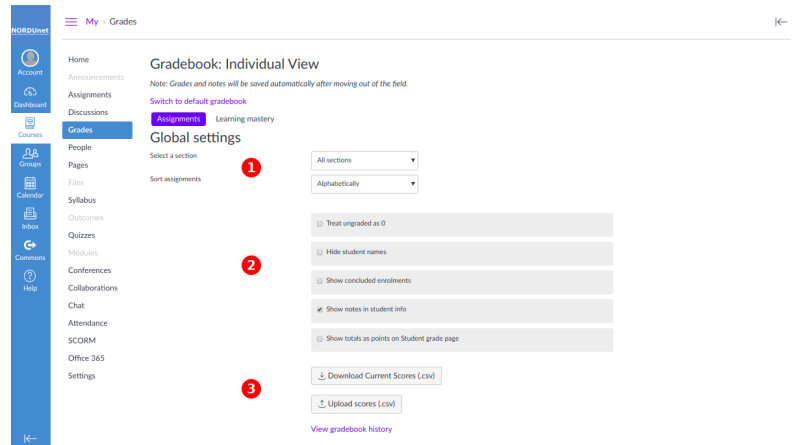 NORDUnet
Account
Dashboard
Courses
Groups
Calendar
Inbox
Commons
Help
My › Grades
Home
Announcements
Assignments
Discussions
Grades
People
Pages
Files
Syllabus
Outcomes
Quizzes
Modules
Conferences
Collaborations
Chat
Attendance
SCORM
Office 365
Settings
Gradebook: Individual View
Note: Grades and notes will be saved automatically after moving out of the field.
Switch to default gradebook
Assignments Learning mastery
Global settings
Select a section 1 All sections
Sort assignments Alphabetically
2
Treat ungraded as 0
Hide student names
Show concluded enrolments
Show notes in student info
Show totals as points on Student grade page
3
Download Current Scores (.csv)
Upload scores (.csv)
View gradebook history